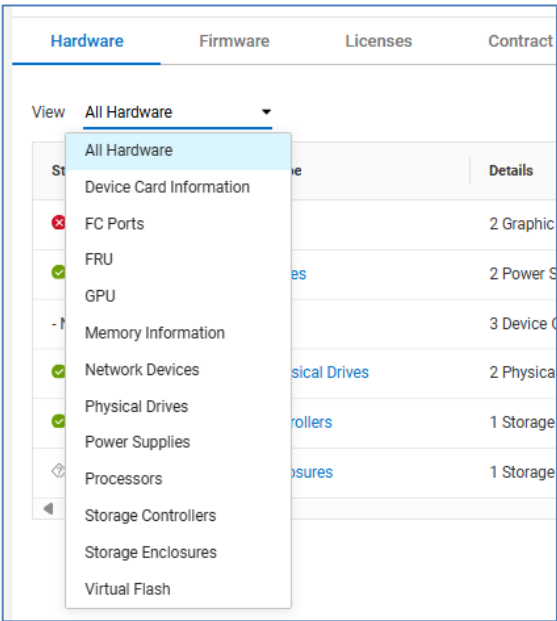 Hardware Firmware Licenses Contract
View All Hardware
All Hardware
Device Card Information
FC Ports
FRU
GPU
Memory Information
Network Devices
Physical Drives
Power Supplies
Processors
Storage Controllers
Storage Enclosures
Virtual Flash
St pe Details
2 Graphic
es 2 Power S
- N 3 Device C
sical Drives 2 Physica
rollers 1 Storage
osures 1 Storage